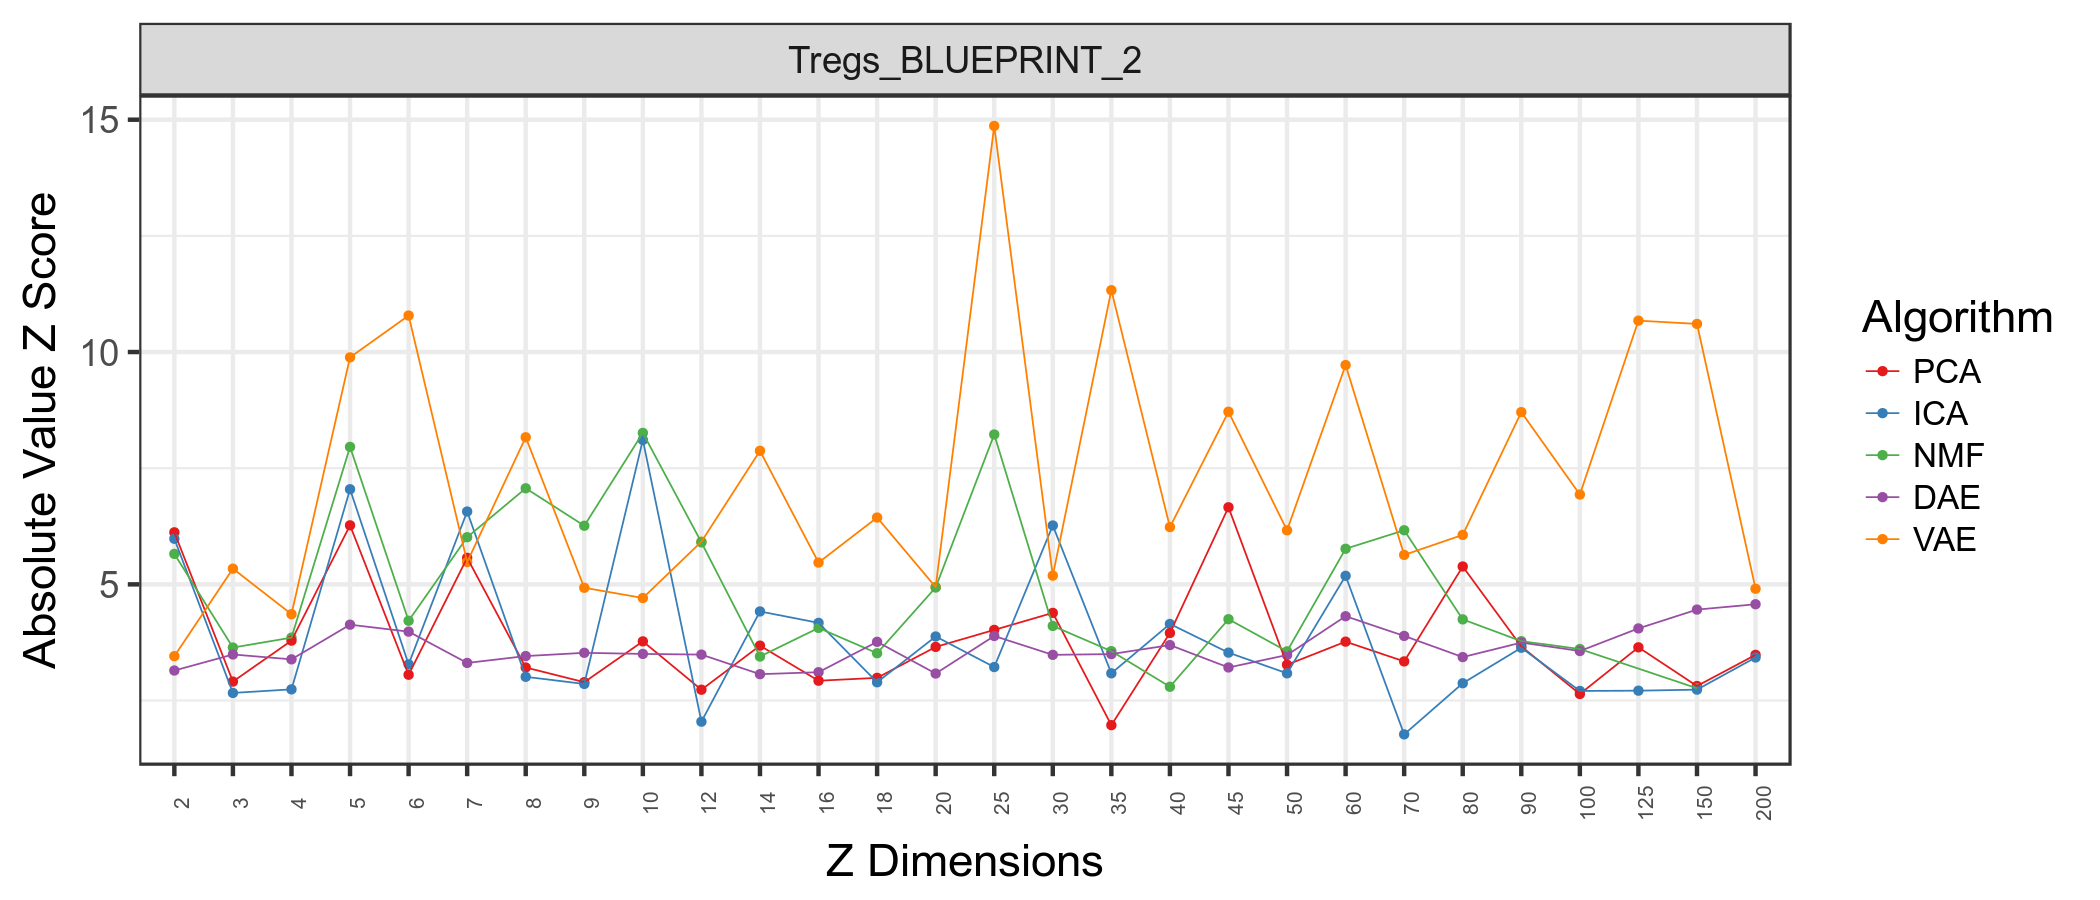 Tregs_BLUEPRINT_2
15
10
5
Absolute Value Z Score
2 3 4 5 6 7 8 9 10 12 14 16 18 20 25 30 35 40 45 50 60 70 80 90 100 125 150 200
Z Dimensions
Algorithm
PCA
ICA
NMF
DAE
VAE